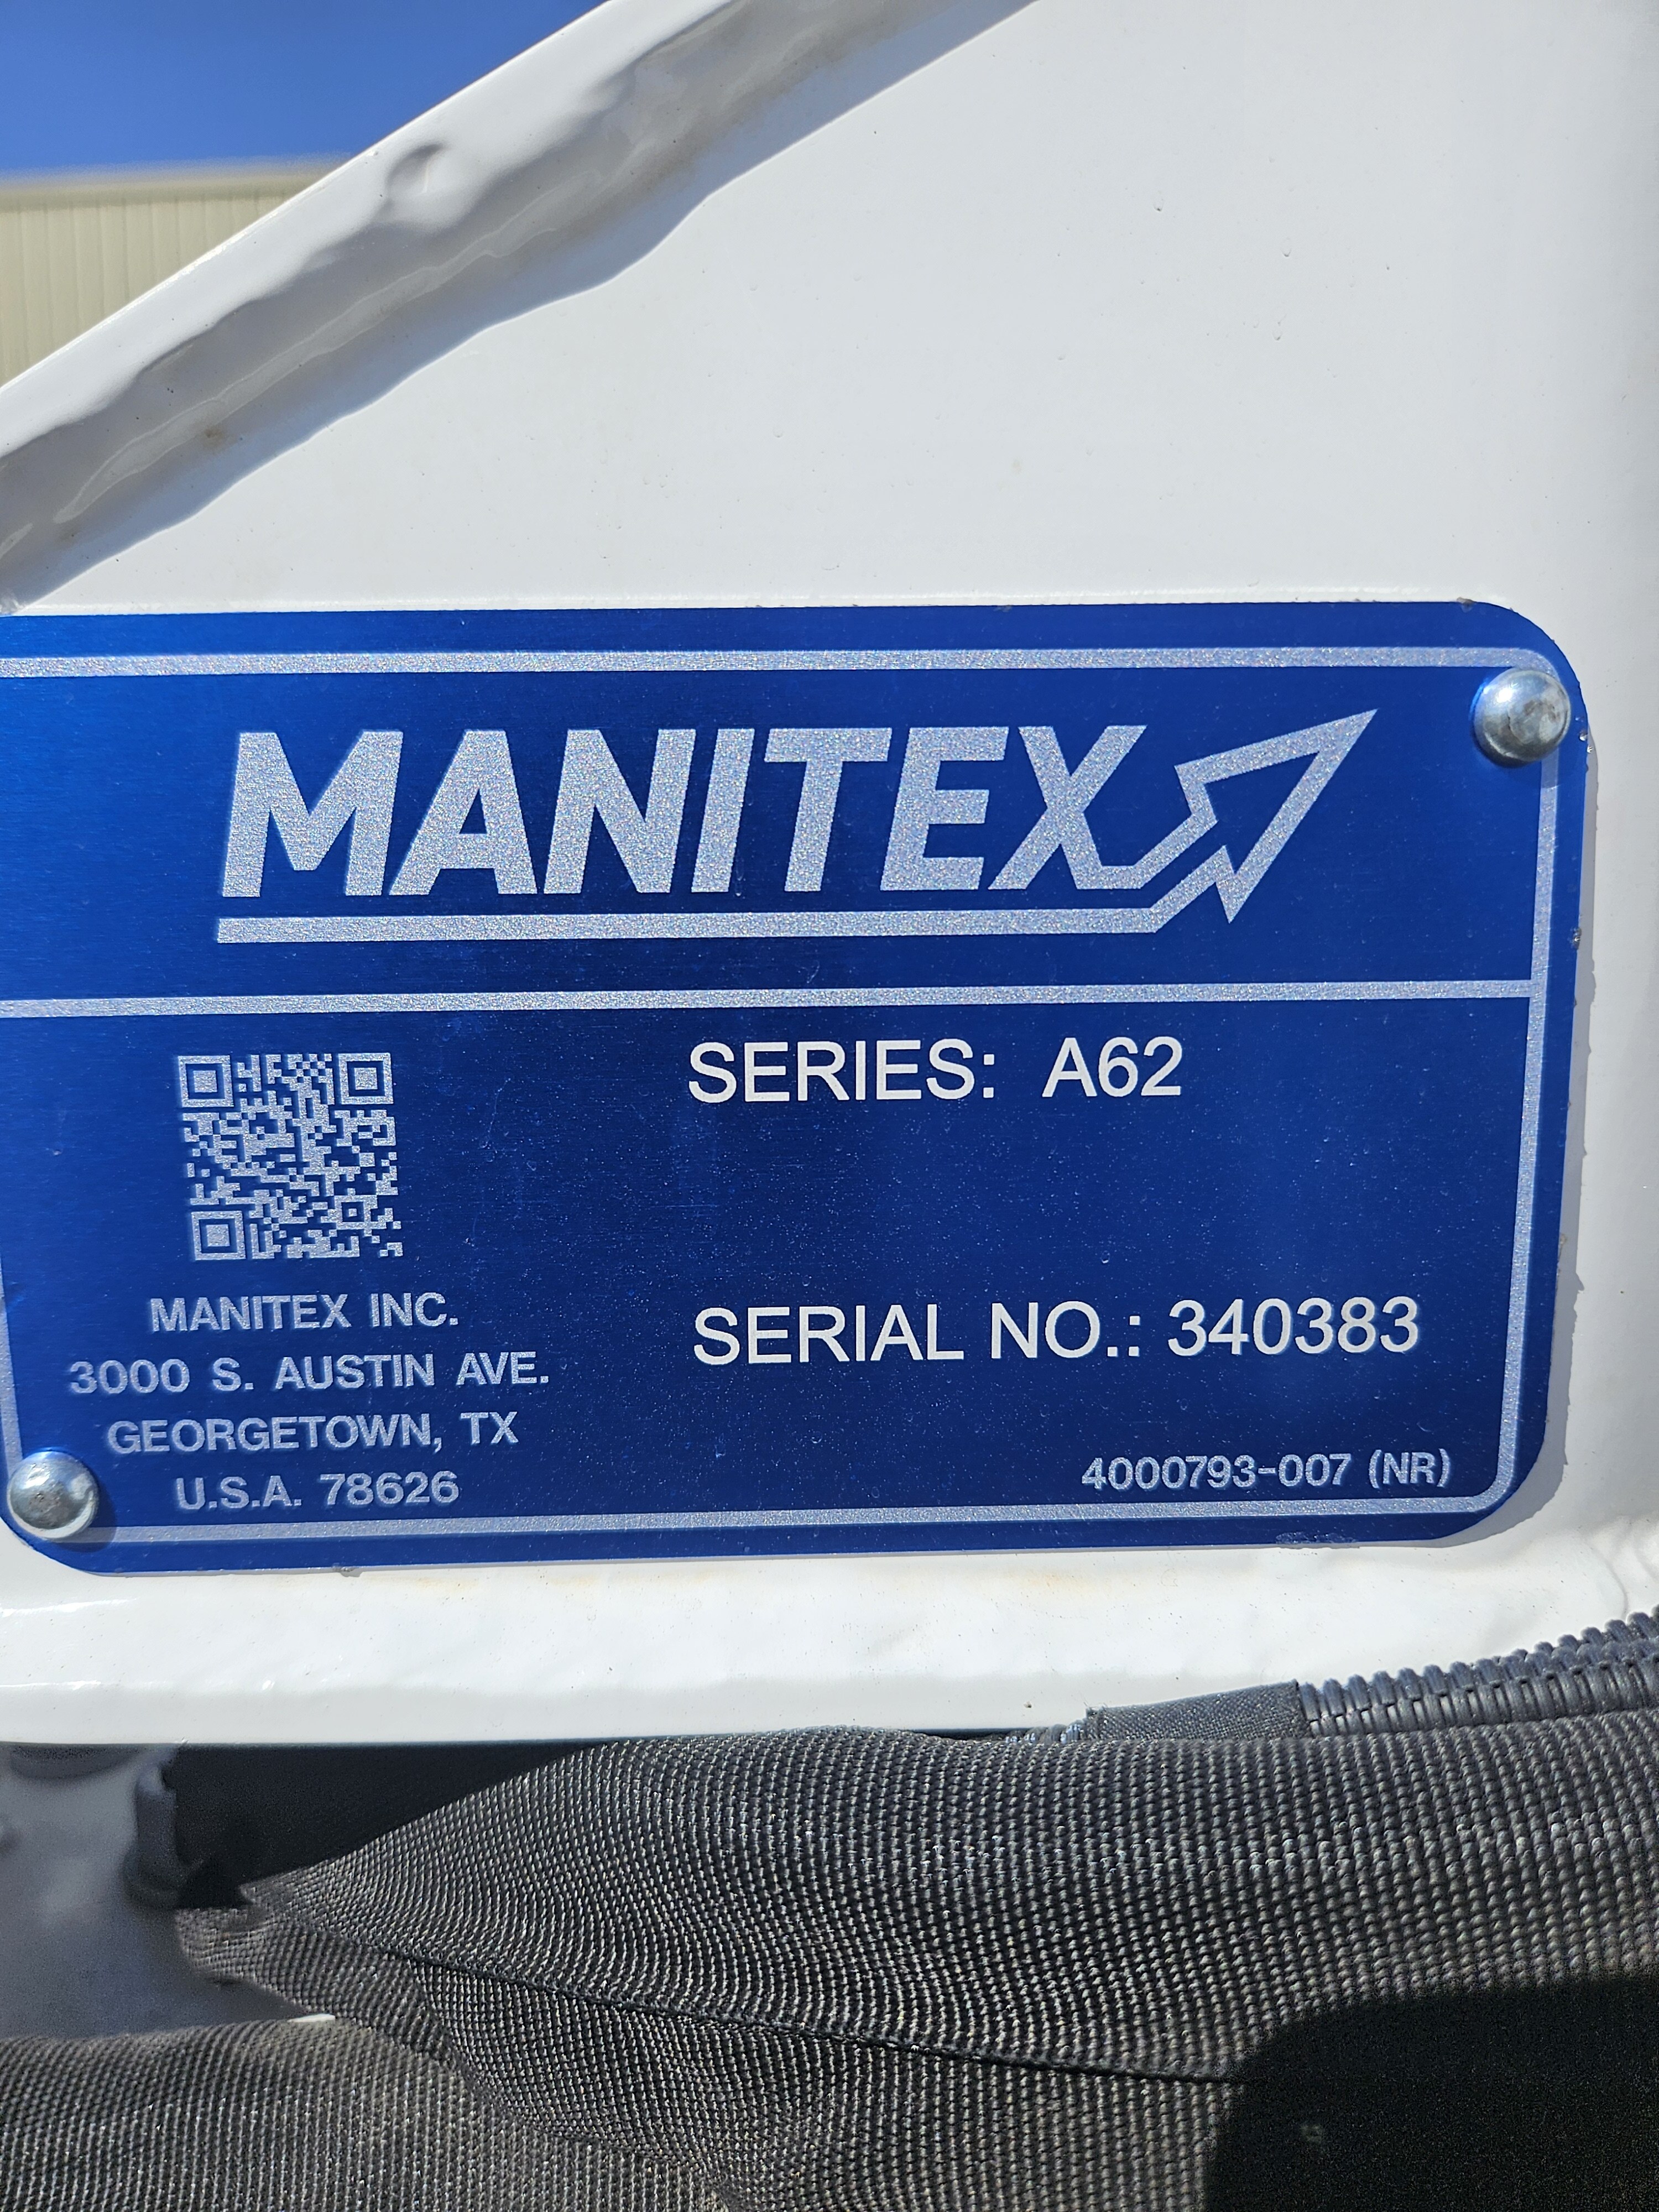 MANITEX
SERIES: A62
SERIAL NO.: 340383
MANITEX INC.
3000 S. AUSTIN AVE.
GEORGETOWN, TX
U.S.A. 78626
4000793-007 (NR)